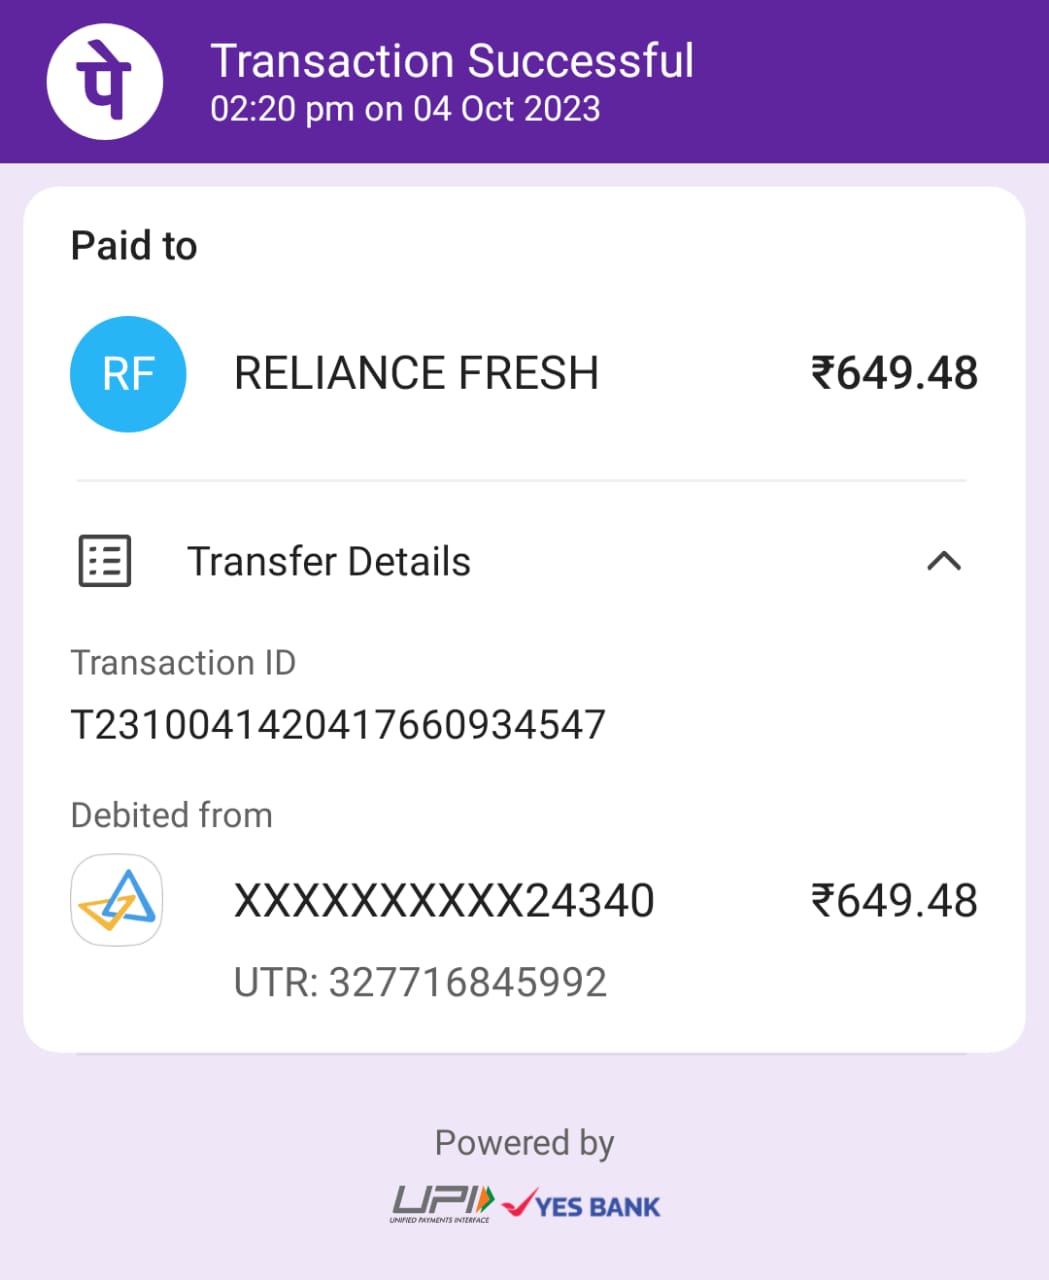 पे
Transaction Successful
02:20 pm on 04 Oct 2023
Paid to
RF RELIANCE FRESH ₹649.48
Transfer Details
Transaction ID
T2310041420417660934547
Debited from
XXXXXXXXXX24340 ₹649.48
UTR: 327716845992
Powered by
UPI YES BANK
UNIFIED PAYMENTS INTERFACE